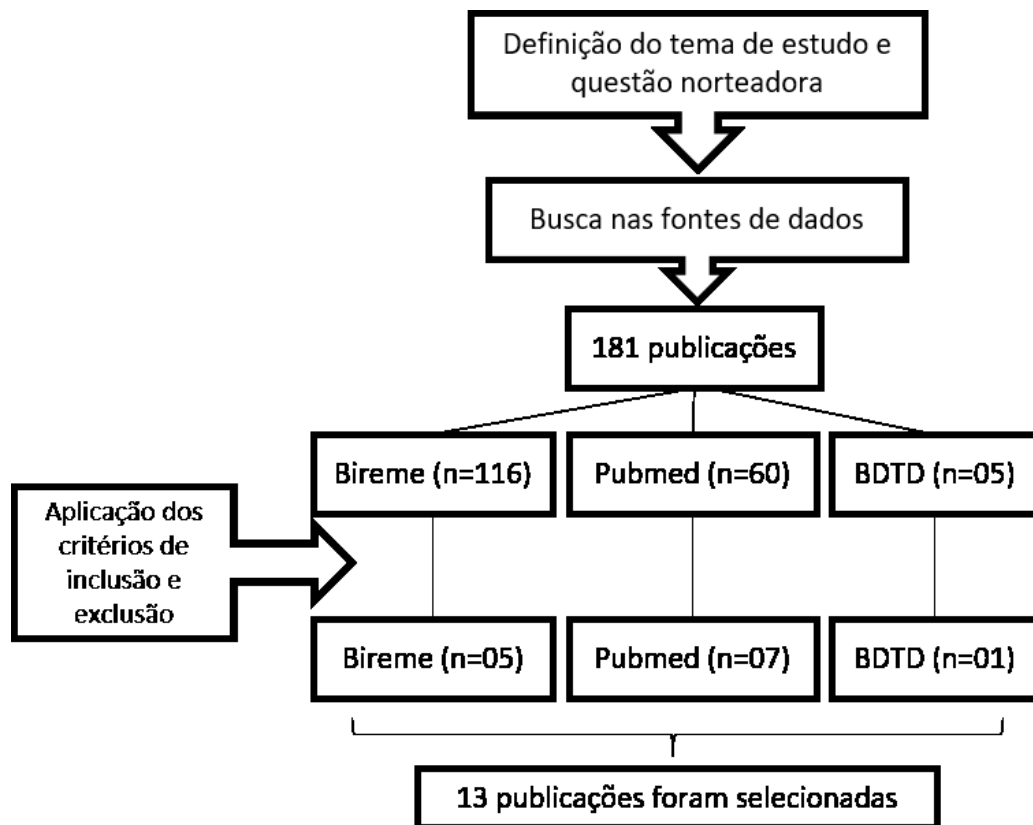 Definição do tema de estudo e
questão norteadora
Busca nas fontes de dados
181 publicações
Bireme (n=116)
Pubmed (n=60)
BDTD (n=05)
Aplicação dos
critérios de
inclusão e
exclusão
Bireme (n=05)
Pubmed (n=07)
BDTD (n=01)
13 publicações foram selecionadas